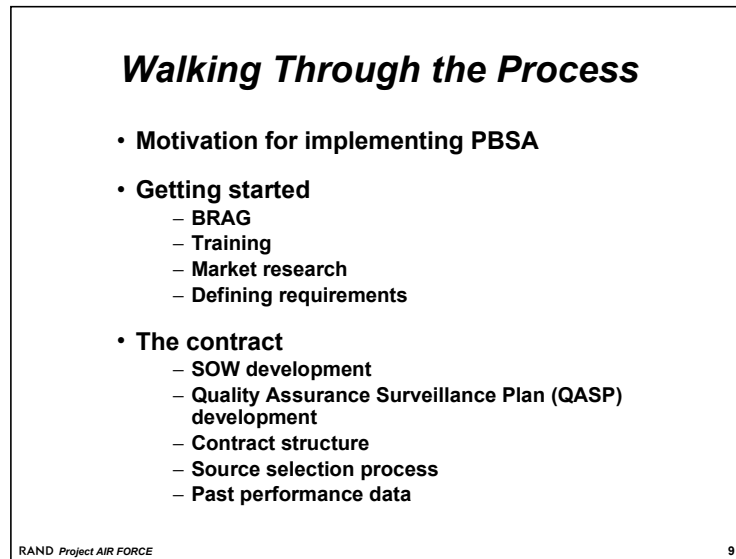 Walking Through the Process
• Motivation for implementing PBSA
• Getting started
– BRAG
– Training
– Market research
– Defining requirements
• The contract
– SOW development
– Quality Assurance Surveillance Plan (QASP)
development
– Contract structure
– Source selection process
– Past performance data
RAND Project AIR FORCE
9